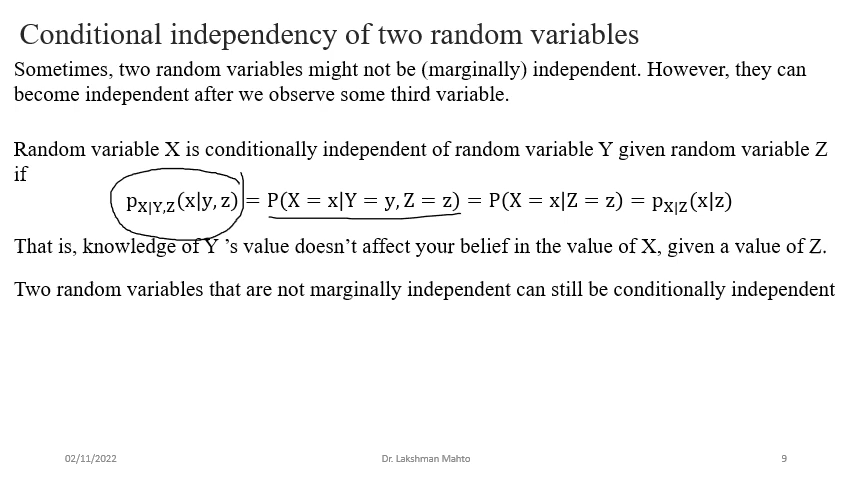 Conditional independency of two random variables
Sometimes, two random variables might not be (marginally) independent. However, they can
become independent after we observe some third variable.
Random variable X is conditionally independent of random variable Y given random variable Z
if
p_{X|Y,Z}(x|y, z) = P(X = x|Y = y, Z = z) = P(X = x|Z = z) = p_{X|Z}(x|z)
That is, knowledge of Y ’s value doesn’t affect your belief in the value of X, given a value of Z.
Two random variables that are not marginally independent can still be conditionally independent
02/11/2022 Dr. Lakshman Mahto 9